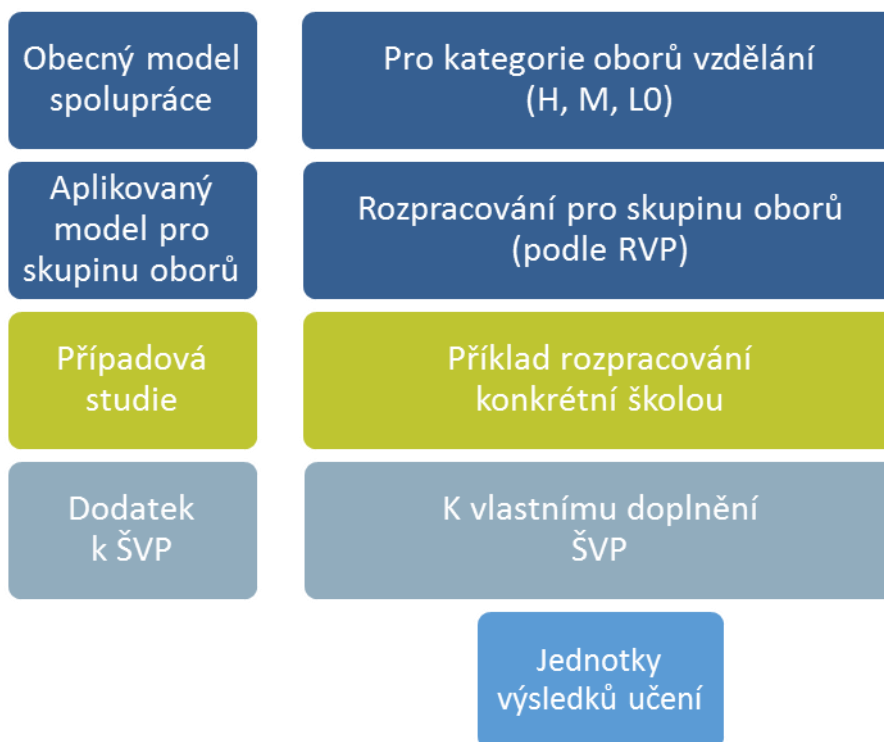 Obecný model
spolupráce
Pro kategorie oborů vzdělání
(H, M, L0)
Aplikovaný
model pro
skupinu oborů
Rozpracování pro skupinu oborů
(podle RVP)
Případová
studie
Příklad rozpracování
konkrétní školou
Dodatek
k ŠVP
K vlastnímu doplnění
ŠVP
Jednotky
výsledků učení